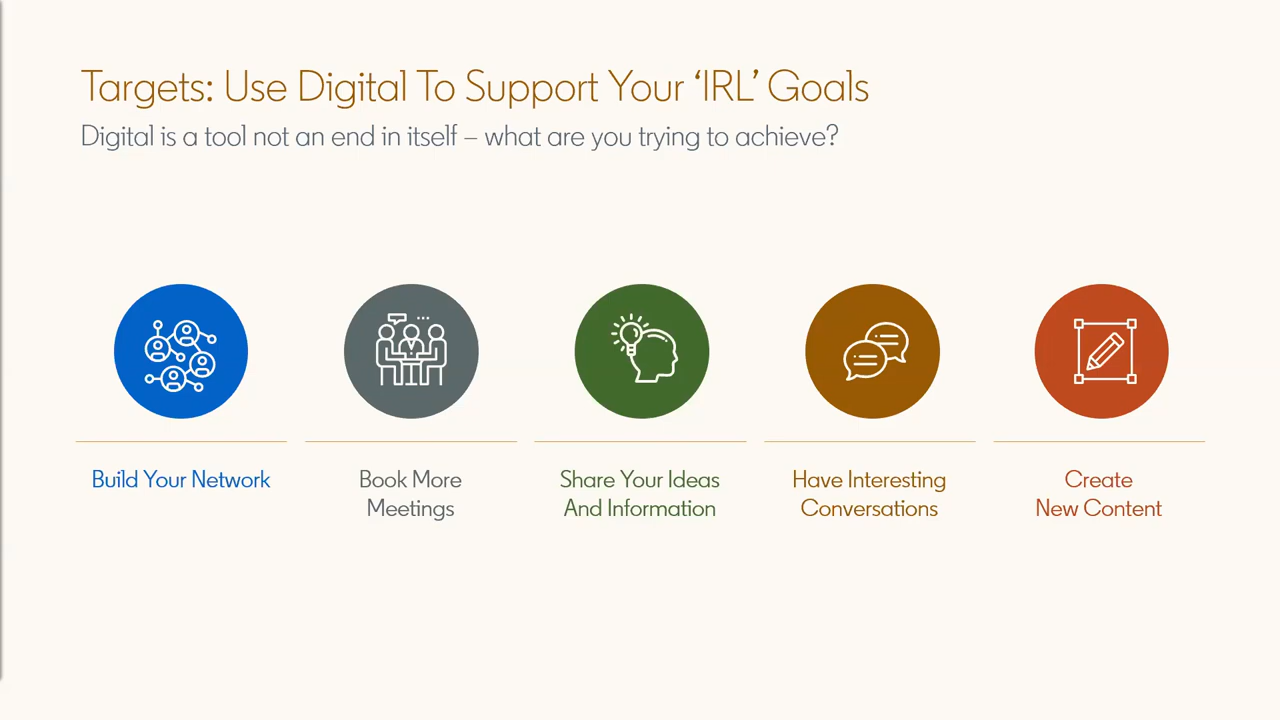 Targets: Use Digital To Support Your ‘IRL’ Goals
Digital is a tool not an end in itself – what are you trying to achieve?
Build Your Network
Book More
Meetings
Share Your Ideas
And Information
Have Interesting
Conversations
Create
New Content